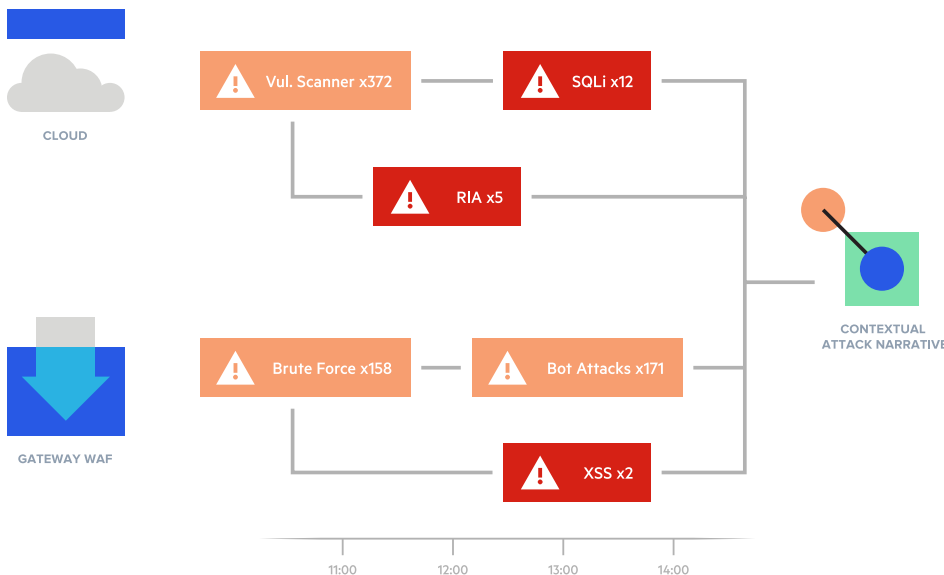 CLOUD
Vul. Scanner x372
SQLi x12
RIA x5
CONTEXTUAL
ATTACK NARRATIVE
GATEWAY WAF
Brute Force x158
Bot Attacks x171
XSS x2
11:00
12:00
13:00
14:00